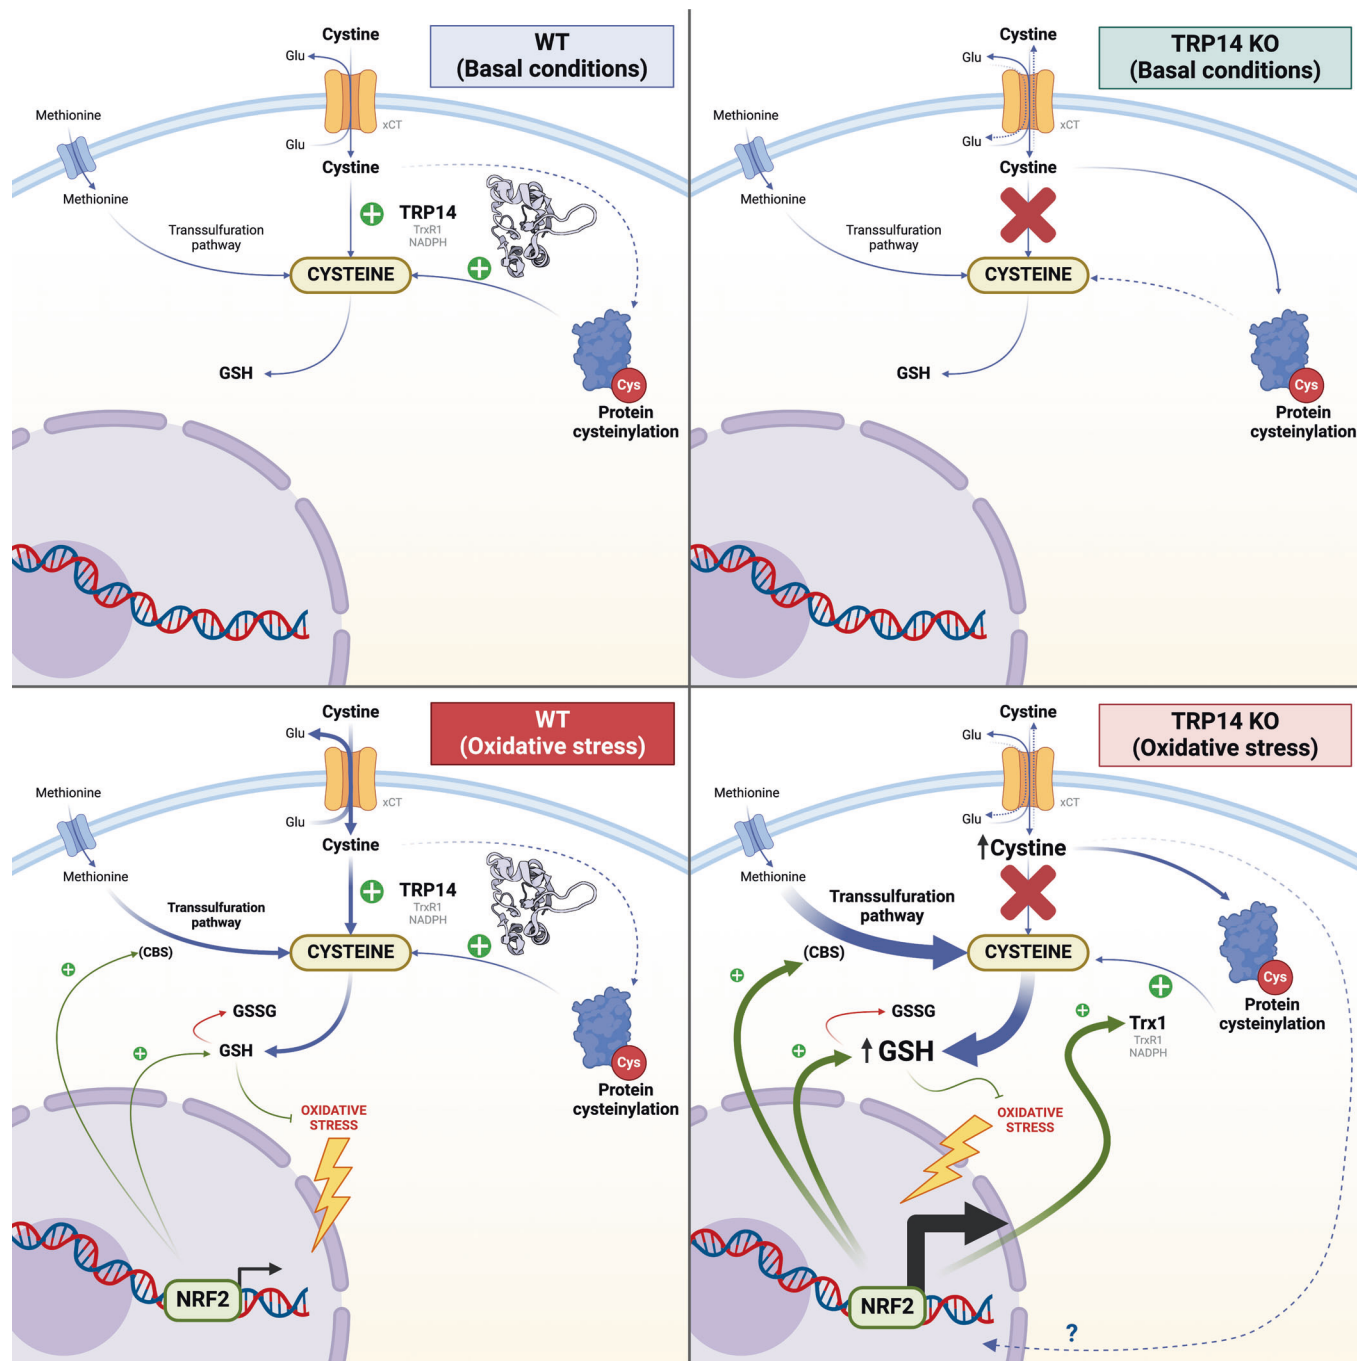 Cystine
WT
(Basal conditions)
Glu
Methionine
xCT
Glu
Cystine
Methionine
TRP14
TrxR1
NADPH
Transsulfuration
pathway
CYSTEINE
GSH
Cys
Protein
cysteinylation
Cystine
TRP14 KO
(Basal conditions)
Glu
Methionine
xCT
Glu
Cystine
Methionine
Transsulfuration
pathway
CYSTEINE
GSH
Cys
Protein
cysteinylation
Cystine
WT
(Oxidative stress)
Glu
Methionine
xCT
Glu
Cystine
Methionine
TRP14
TrxR1
NADPH
Transsulfuration
pathway
(CBS)
CYSTEINE
GSSG
GSH
Cys
Protein
cysteinylation
OXIDATIVE
STRESS
NRF2
Cystine
TRP14 KO
(Oxidative stress)
Glu
Methionine
xCT
Glu
↑Cystine
Methionine
Transsulfuration
pathway
(CBS)
CYSTEINE
Cys
Protein
cysteinylation
GSSG
Trx1
TrxR1
NADPH
↑GSH
OXIDATIVE
STRESS
NRF2
?